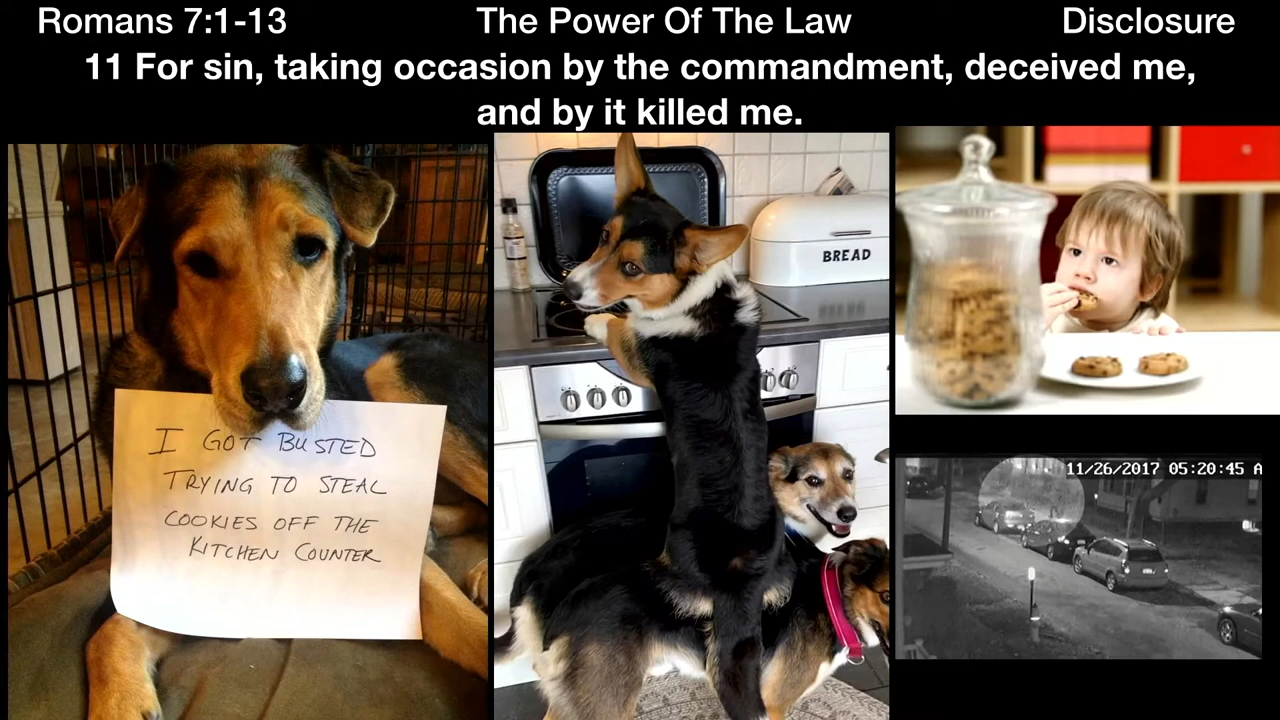 Romans 7:1-13 The Power Of The Law Disclosure
11 For sin, taking occasion by the commandment, deceived me,
and by it killed me.
I GOT BUSTED
TRYING TO STEAL
COOKIES OFF THE
KITCHEN COUNTER
BREAD
11/26/2017 05:20:45 A